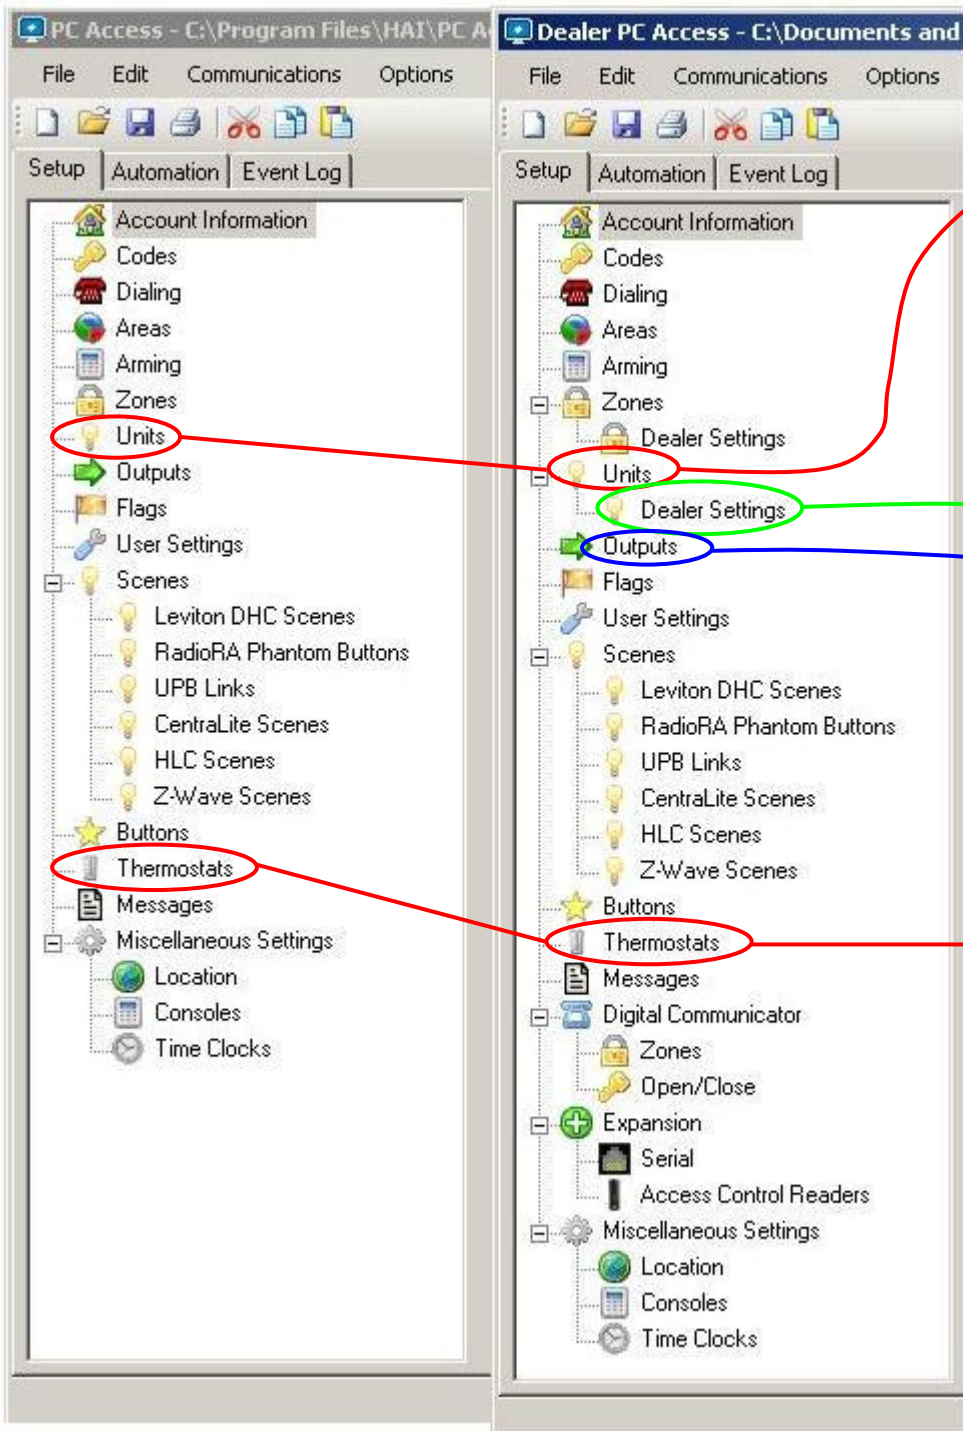 PC Access - C:\Program Files\HAI\PC A
File Edit Communications Options
Setup Automation Event Log
Account Information
Codes
Dialing
Areas
Arming
Zones
Units
Outputs
Flags
User Settings
Scenes
Leviton DHC Scenes
RadioRA Phantom Buttons
UPB Links
CentraLite Scenes
HLC Scenes
Z-Wave Scenes
Buttons
Thermostats
Messages
Miscellaneous Settings
Location
Consoles
Time Clocks
Dealer PC Access - C:\Documents and
File Edit Communications Options
Setup Automation Event Log
Account Information
Codes
Dialing
Areas
Arming
Zones
Dealer Settings
Units
Dealer Settings
Outputs
Flags
User Settings
Scenes
Leviton DHC Scenes
RadioRA Phantom Buttons
UPB Links
CentraLite Scenes
HLC Scenes
Z-Wave Scenes
Buttons
Thermostats
Messages
Digital Communicator
Zones
Open/Close
Expansion
Serial
Access Control Readers
Miscellaneous Settings
Location
Consoles
Time Clocks